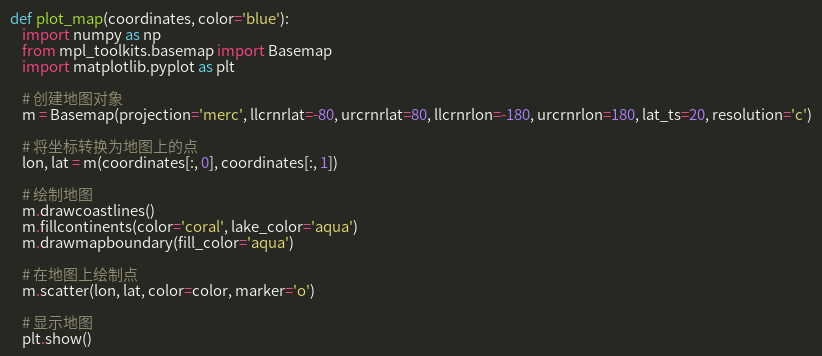 def plot_map(coordinates, color='blue'):
    import numpy as np
    from mpl_toolkits.basemap import Basemap
    import matplotlib.pyplot as plt

    # 创建地图对象
    m = Basemap(projection='merc', llcrnrlat=-80, urcrnrlat=80, llcrnrlon=-180, urcrnrlon=180, lat_ts=20, resolution='c')

    # 将坐标转换为地图上的点
    lon, lat = m(coordinates[:, 0], coordinates[:, 1])

    # 绘制地图
    m.drawcoastlines()
    m.fillcontinents(color='coral', lake_color='aqua')
    m.drawmapboundary(fill_color='aqua')

    # 在地图上绘制点
    m.scatter(lon, lat, color=color, marker='o')

    # 显示地图
    plt.show()